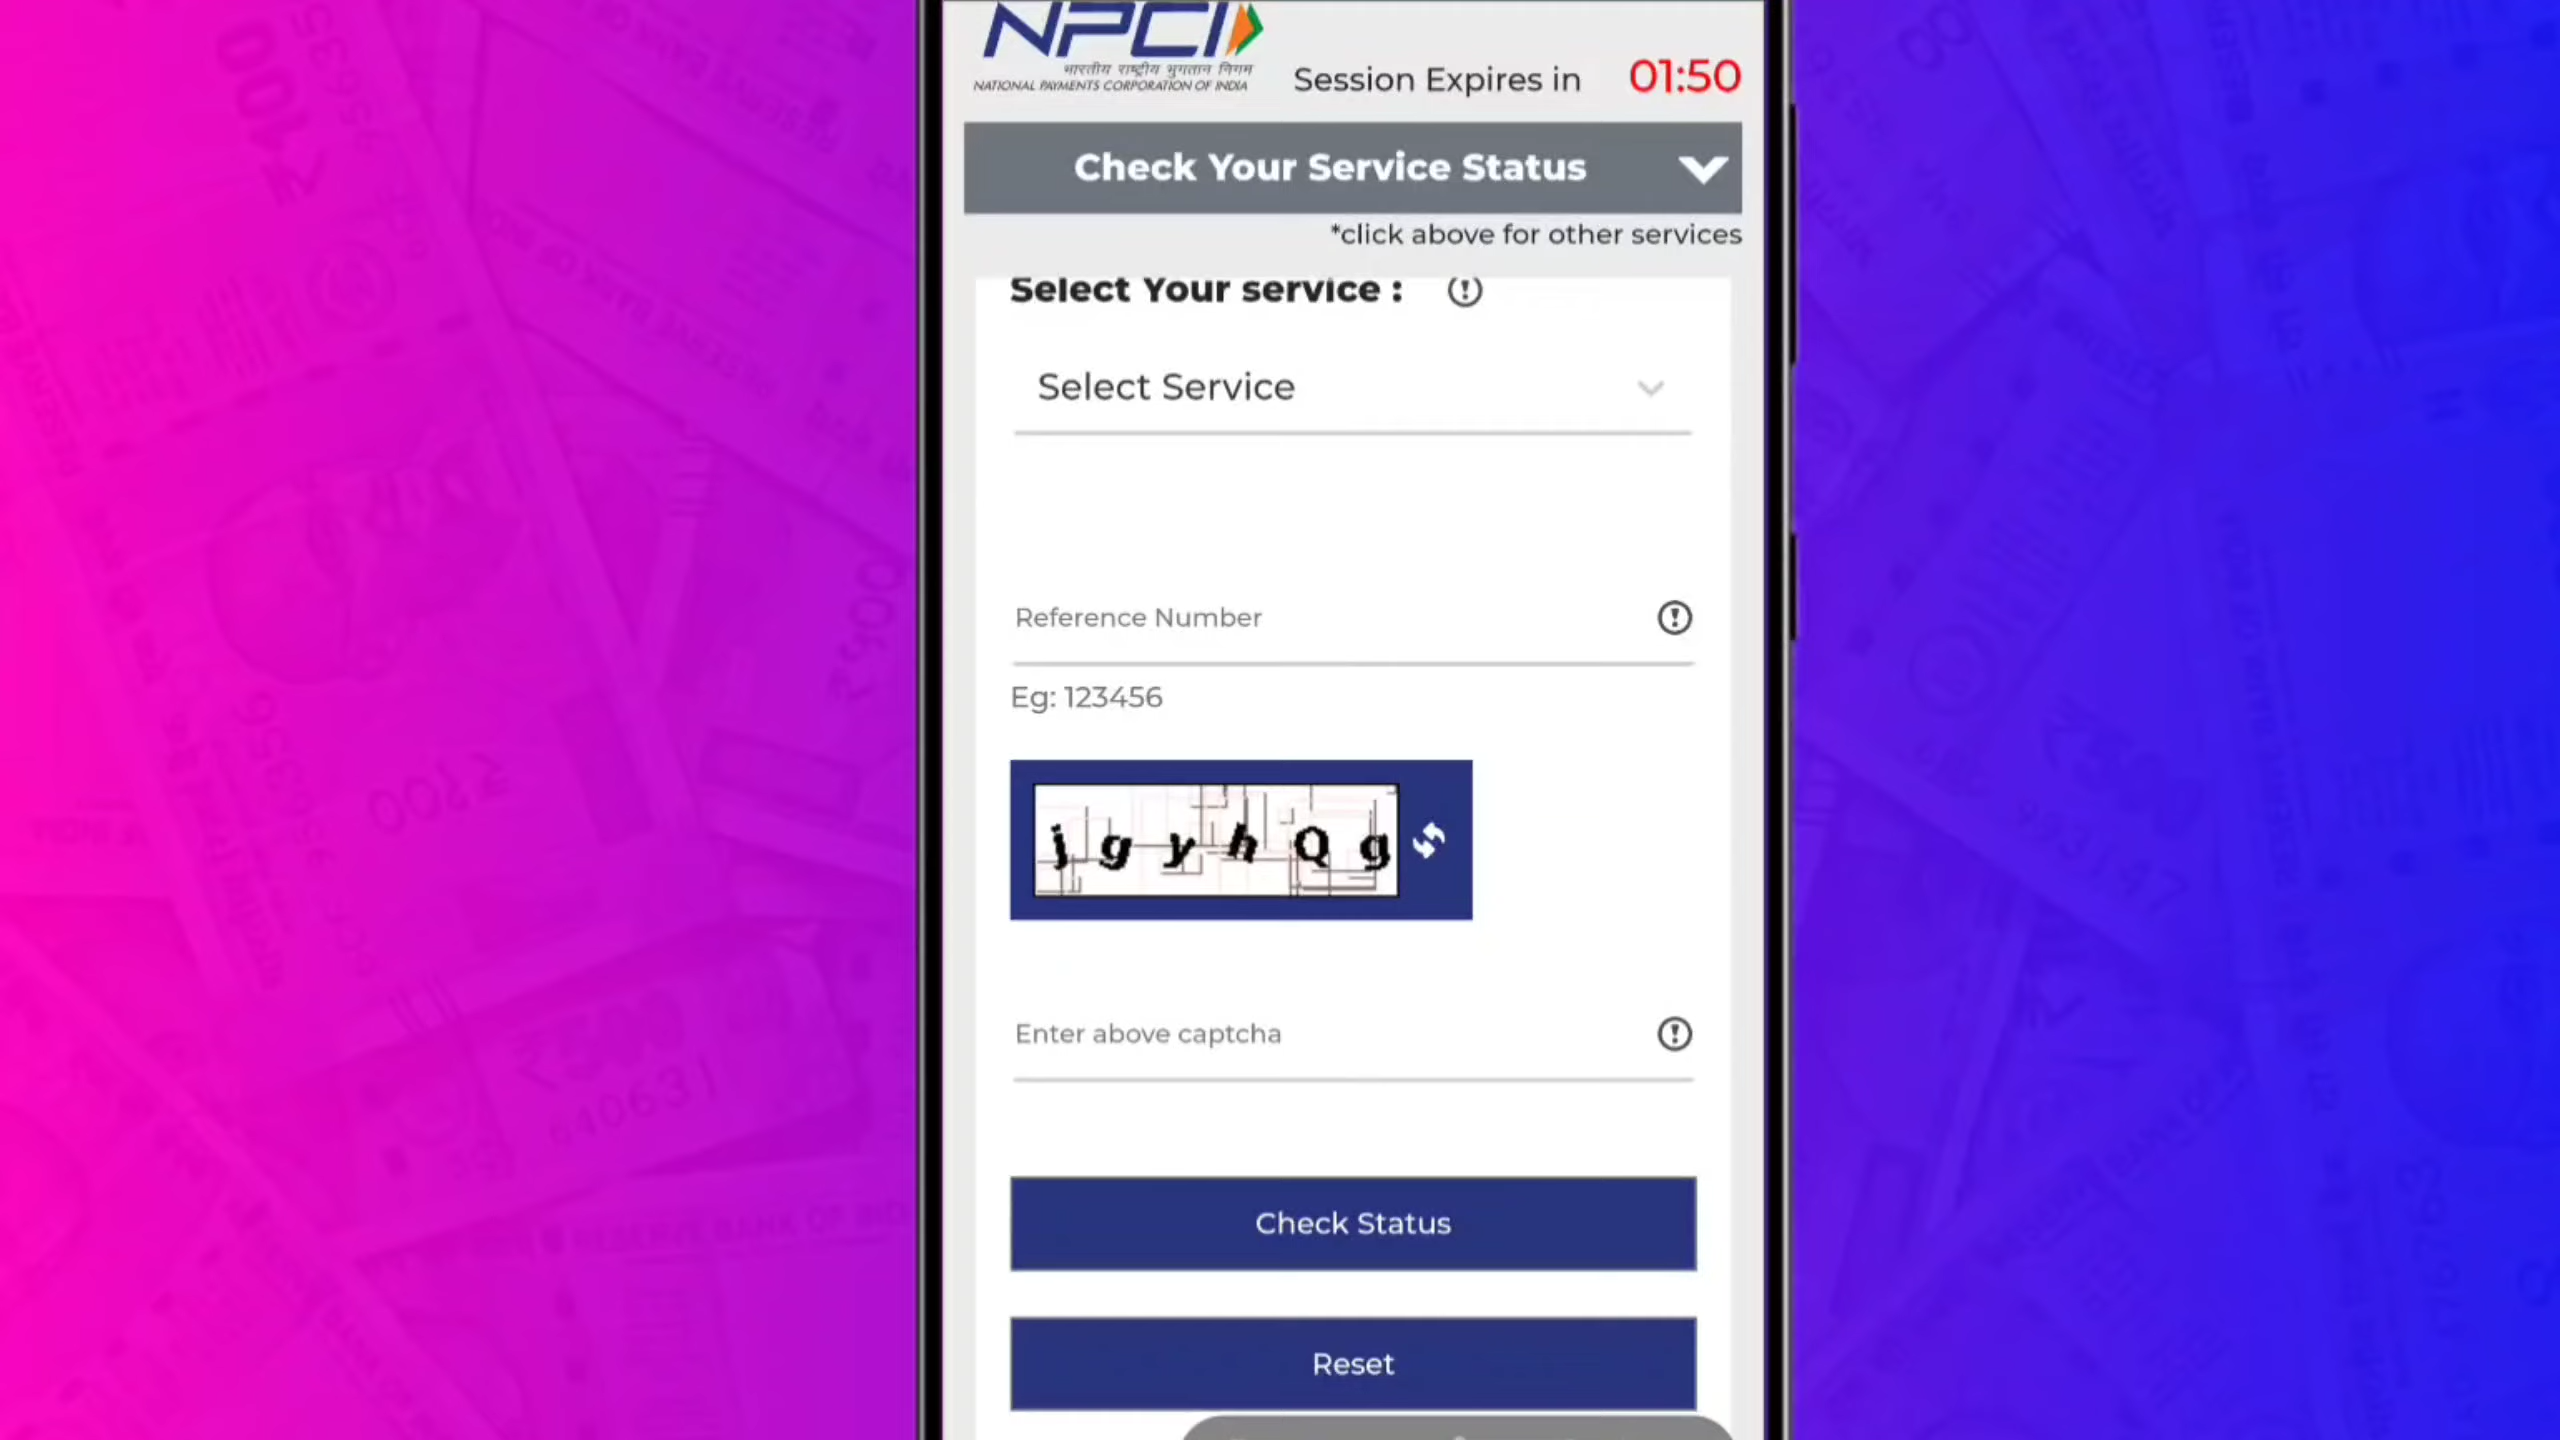 NPCI
भारतीय राष्ट्रीय भुगतान निगम
NATIONAL PAYMENTS CORPORATION OF INDIA
Session Expires in 01:50
Check Your Service Status
*click above for other services
Select Your service :
Select Service
Reference Number
Eg: 123456
jgyhQg
Enter above captcha
Check Status
Reset